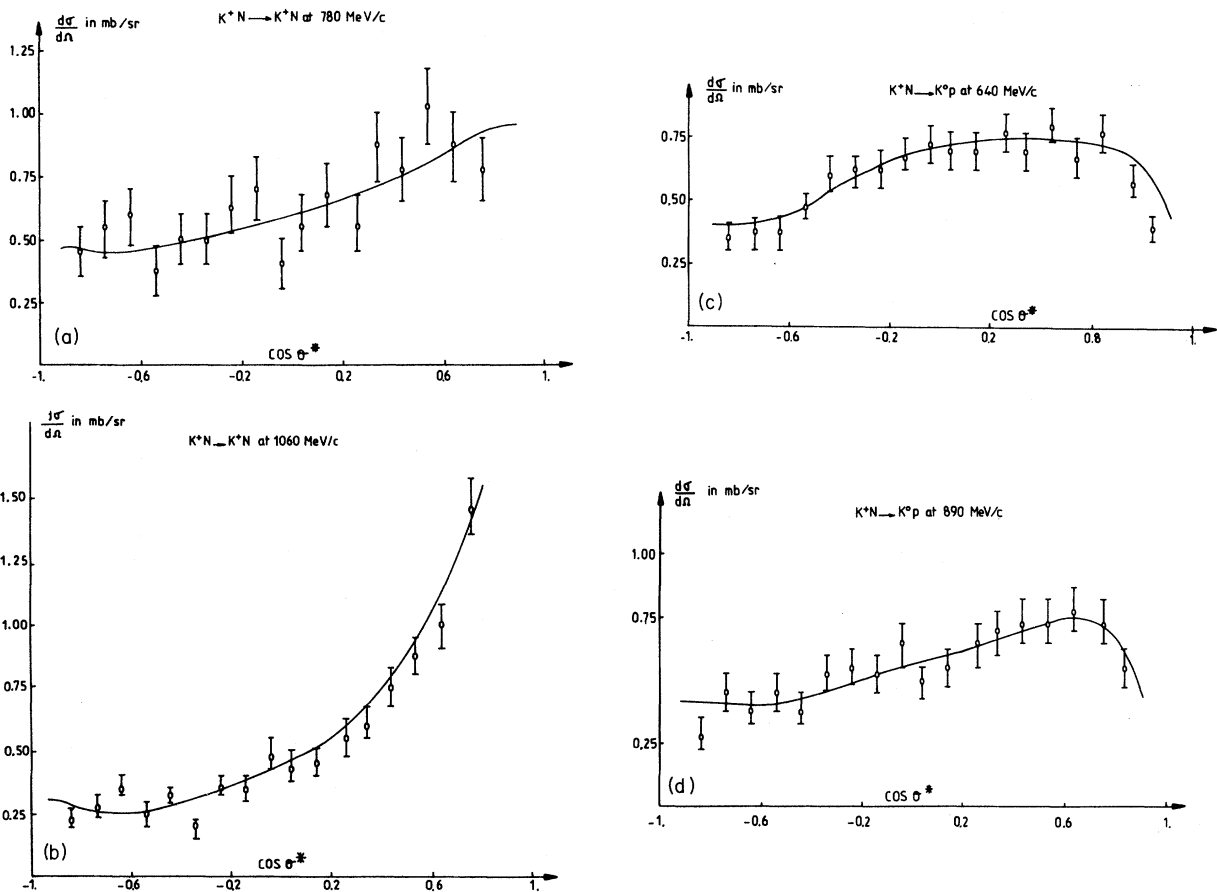 dσ/dΩ in mb/sr
K⁺N → K⁺N at 780 MeV/c
1.25
1.00
0.75
0.50
0.25
(a)
COS θ*
-1. -0,6 -0,2 0,2 0,6 1.
dσ/dΩ in mb/sr
K⁺N → K⁺N at 1060 MeV/c
1.50
1.25
1.00
0.75
0.50
0.25
(b)
COS θ*
-1. -0,6 -0,2 0,2 0,6 1.
dσ/dΩ in mb/sr
K⁺N → K⁰p at 640 MeV/c
0.75
0,50
0.25
(c)
COS θ*
-1. -0.6 -0.2 0.2 0.8 1.
dσ/dΩ in mb/sr
K⁺N → K⁰p at 890 MeV/c
1.00
0.75
0,25
(d)
COS θ*
-1. -0.6 -0.2 0.2 0.6 1.